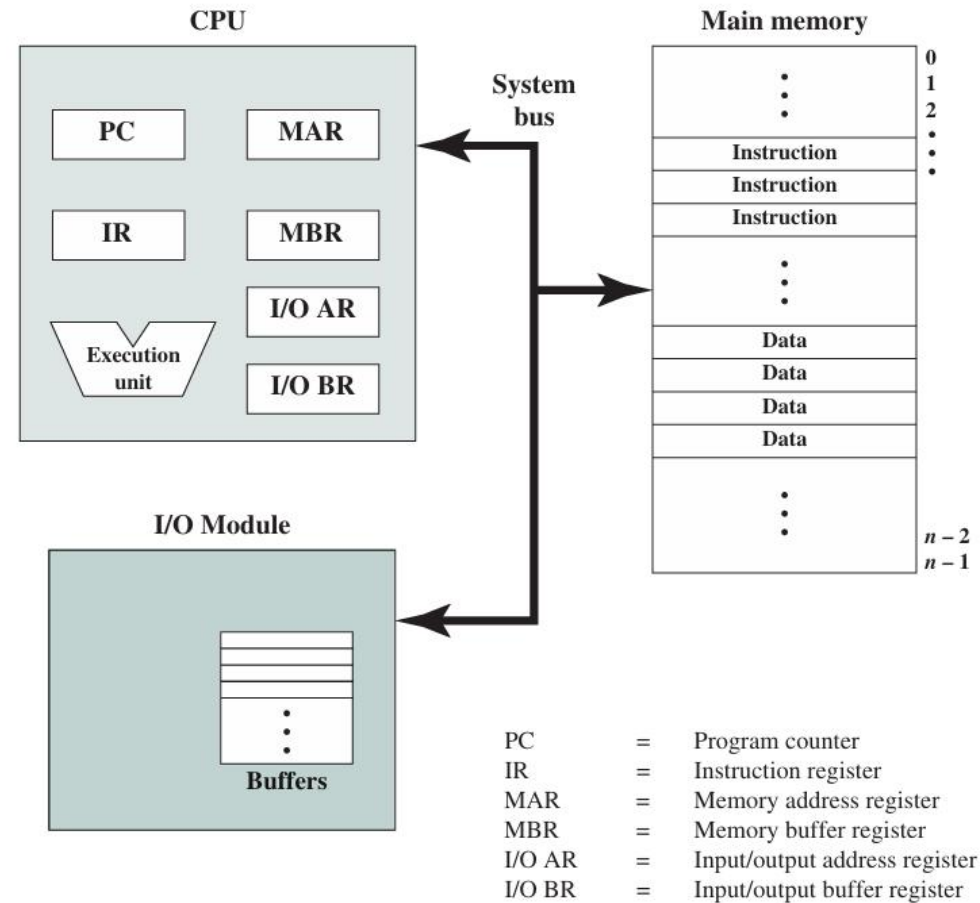 CPU
Main memory
System
bus
PC
MAR
IR
MBR
I/O AR
I/O BR
Execution
unit
0
1
2
Instruction
Instruction
Instruction
Data
Data
Data
Data
n – 2
n – 1
I/O Module
Buffers
PC = Program counter
IR = Instruction register
MAR = Memory address register
MBR = Memory buffer register
I/O AR = Input/output address register
I/O BR = Input/output buffer register